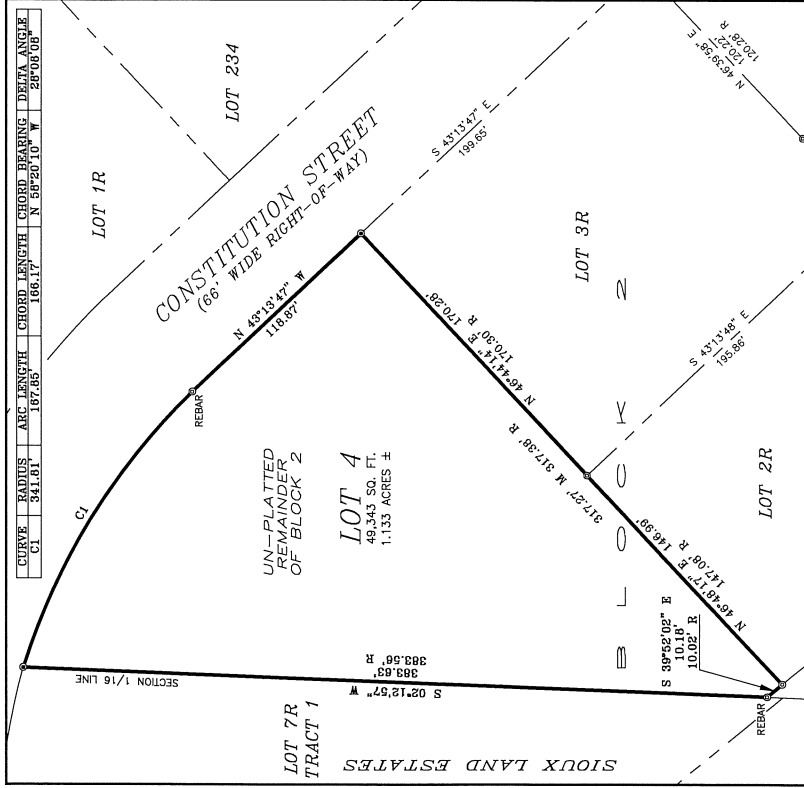 CURVE RADIUS ARC LENGTH CHORD LENGTH CHORD BEARING DELTA ANGLE
C1 341.81' 167.85' 166.17' N 58°20'10" W 28°08'08"
LOT 1R
LOT 234
CONSTITUTION STREET
(66' WIDE RIGHT-OF-WAY)
N 43°13'47" W
118.87'
S 43°13'47" E
199.65'
N 46°39'58" E
120.22'
120.28' R
C1
REBAR
UN-PLATTED
REMAINDER
OF BLOCK 2
LOT 4
49,343 SQ. FT.
1.133 ACRES ±
N 46°44'14" E 170.28'
170.30' R
317.27' M 317.38' R
LOT 3R
S 43°13'48" E
195.86'
BLOCK 2
N 46°48'17" E 146.99'
147.08' R
LOT 2R
S 39°52'02" E
10.18'
10.02' R
REBAR
SECTION 1/16 LINE
S 02°12'57" W
383.63'
383.56' R
LOT 7R
TRACT 1
SIOUX LAND ESTATES